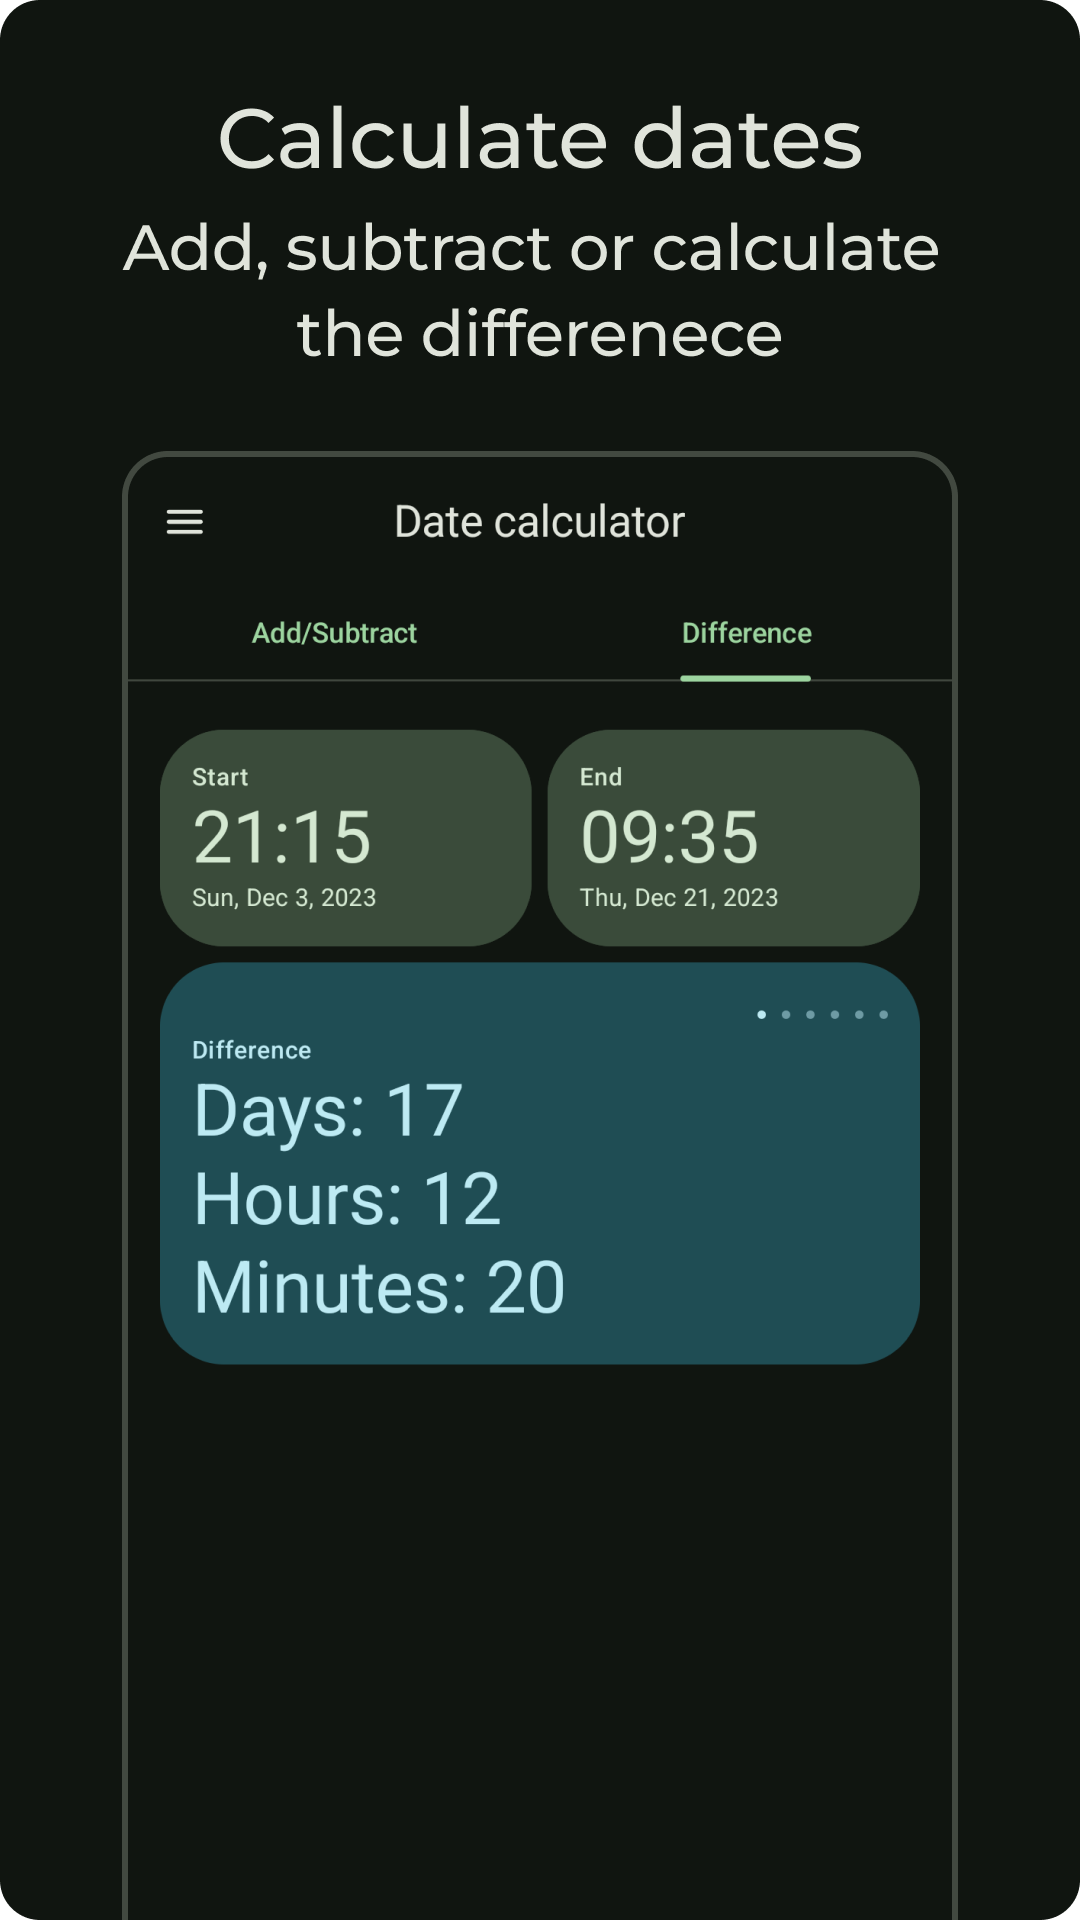 Calculate dates
Add, subtract or calculate
the differenece
Date calculator
Add/Subtract
Difference
Start
21:15
Sun, Dec 3, 2023
End
09:35
Thu, Dec 21, 2023
Difference
Days: 17
Hours: 12
Minutes: 20